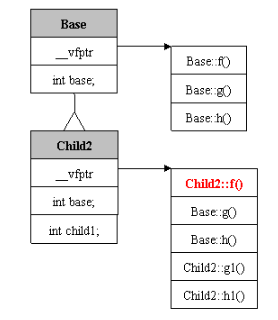 Base
__vfptr
int base;
Base::f()
Base::g()
Base::h()
Child2
__vfptr
int base;
int child1;
Child2::f()
Base::g()
Base::h()
Child2::g1()
Child2::h1()